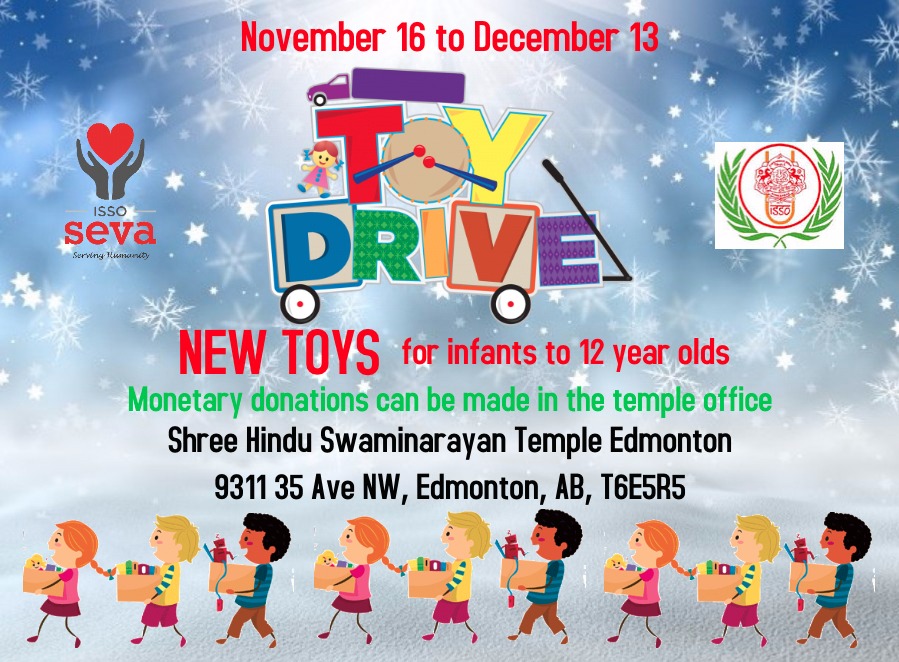 November 16 to December 13
TOY
DRIVE
ISSO
seva
Serving Humanity
ISSO
NEW TOYS for infants to 12 year olds
Monetary donations can be made in the temple office
Shree Hindu Swaminarayan Temple Edmonton
9311 35 Ave NW, Edmonton, AB, T6E5R5